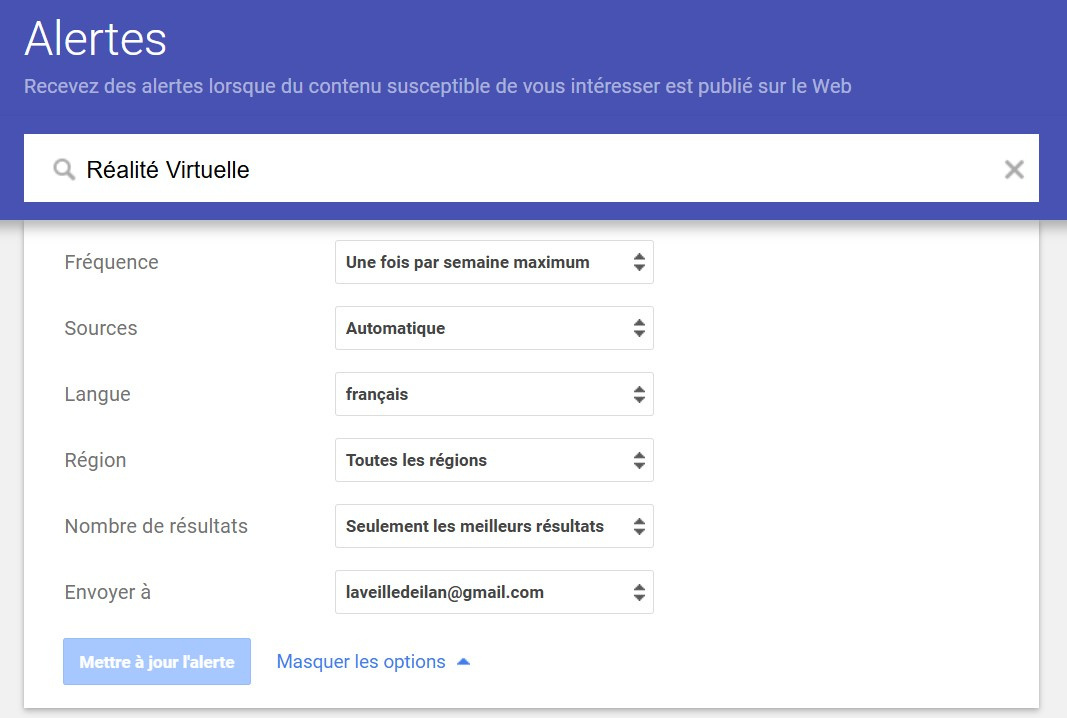 Alertes
Recevez des alertes lorsque du contenu susceptible de vous intéresser est publié sur le Web
Réalité Virtuelle
Fréquence Une fois par semaine maximum
Sources Automatique
Langue français
Région Toutes les régions
Nombre de résultats Seulement les meilleurs résultats
Envoyer à laveilledeilan@gmail.com
Mettre à jour l'alerte Masquer les options